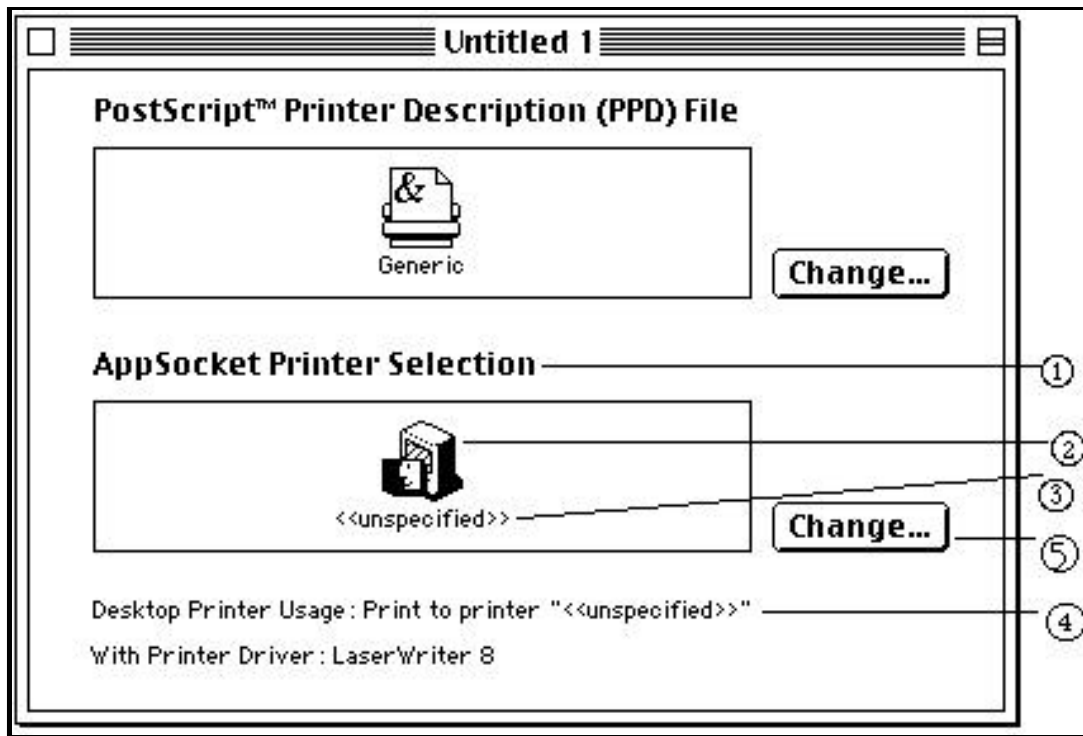 Untitled 1
PostScript™ Printer Description (PPD) File
&
Generic
Change...
AppSocket Printer Selection
1
2
<<unspecified>>
3
Change...
5
Desktop Printer Usage: Print to printer "<<unspecified>>"
4
With Printer Driver: LaserWriter 8